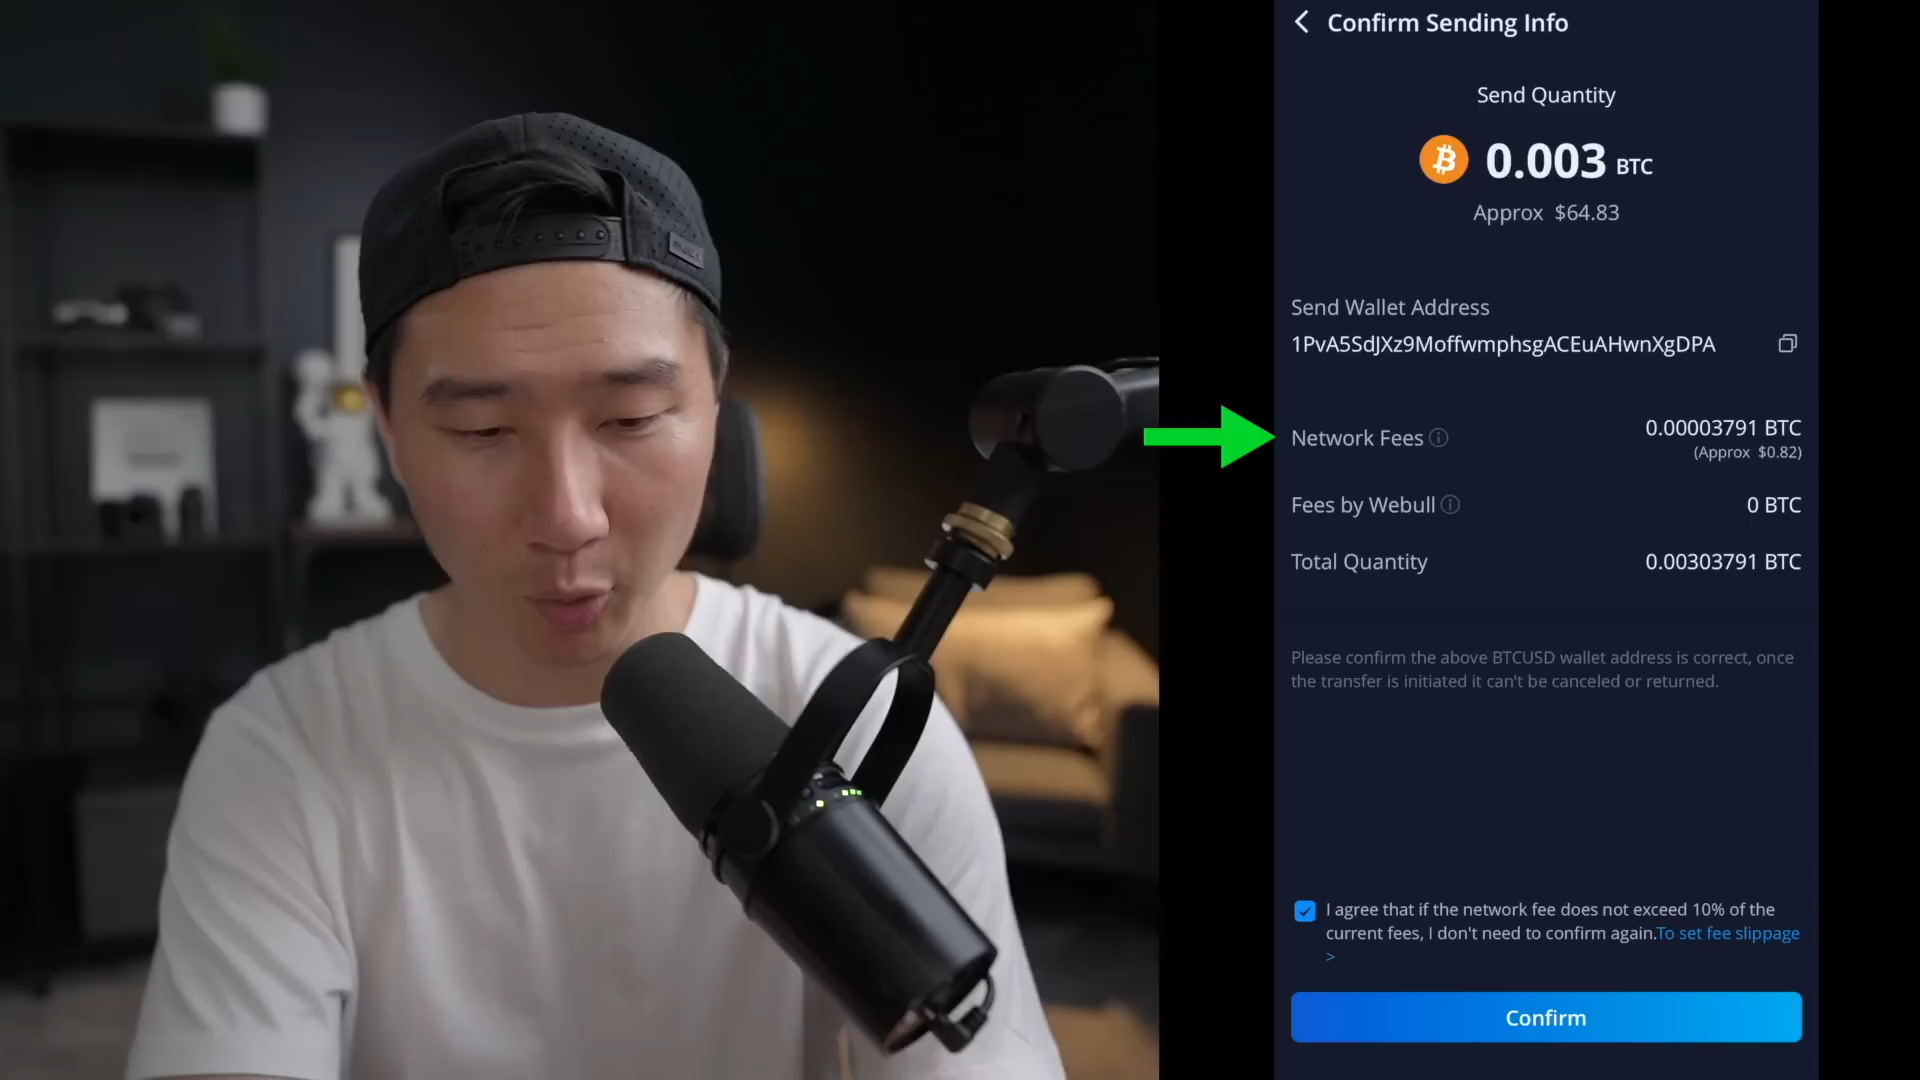 Confirm Sending Info
Send Quantity
0.003 BTC
Approx $64.83
Send Wallet Address
1PvA5SdJXz9MoffwmphsgACEuAHwnXgDPA
Network Fees
0.00003791 BTC
(Approx $0.82)
Fees by Webull
0 BTC
Total Quantity
0.00303791 BTC
Please confirm the above BTCUSD wallet address is correct, once
the transfer is initiated it can't be canceled or returned.
I agree that if the network fee does not exceed 10% of the
current fees, I don't need to confirm again.To set fee slippage
>
Confirm